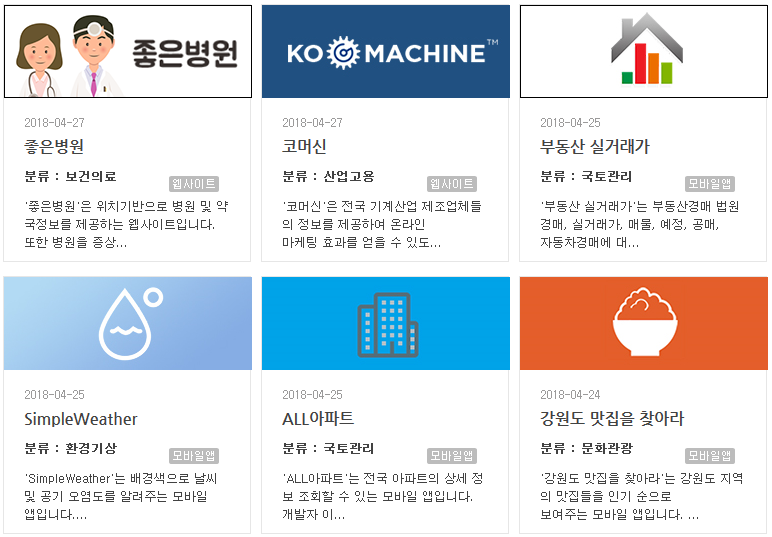 좋은병원
2018-04-27
좋은병원
분류 : 보건의료
웹사이트
'좋은병원'은 위치기반으로 병원 및 약
국정보를 제공하는 웹사이트입니다.
또한 병원을 증상...
KO MACHINE™
2018-04-27
코머신
분류 : 산업고용
웹사이트
'코머신'은 전국 기계산업 제조업체들
의 정보를 제공하여 온라인
마케팅 효과를 얻을 수 있도...
2018-04-25
부동산 실거래가
분류 : 국토관리
모바일앱
'부동산 실거래가'는 부동산경매 법원
경매, 실거래가, 매물, 예정, 공매,
자동차경매에 대...
2018-04-25
SimpleWeather
분류 : 환경기상
모바일앱
'SimpleWeather'는 배경색으로 날씨
및 공기 오염도를 알려주는 모바일
앱입니다....
2018-04-25
ALL아파트
분류 : 국토관리
모바일앱
'ALL아파트'는 전국 아파트의 상세 정
보 조회할 수 있는 모바일 앱입니다.
개발자 이...
2018-04-24
강원도 맛집을 찾아라
분류 : 문화관광
모바일앱
'강원도 맛집을 찾아라'는 강원도 지역
의 맛집들을 인기 순으로
보여주는 모바일 앱입니다. ...